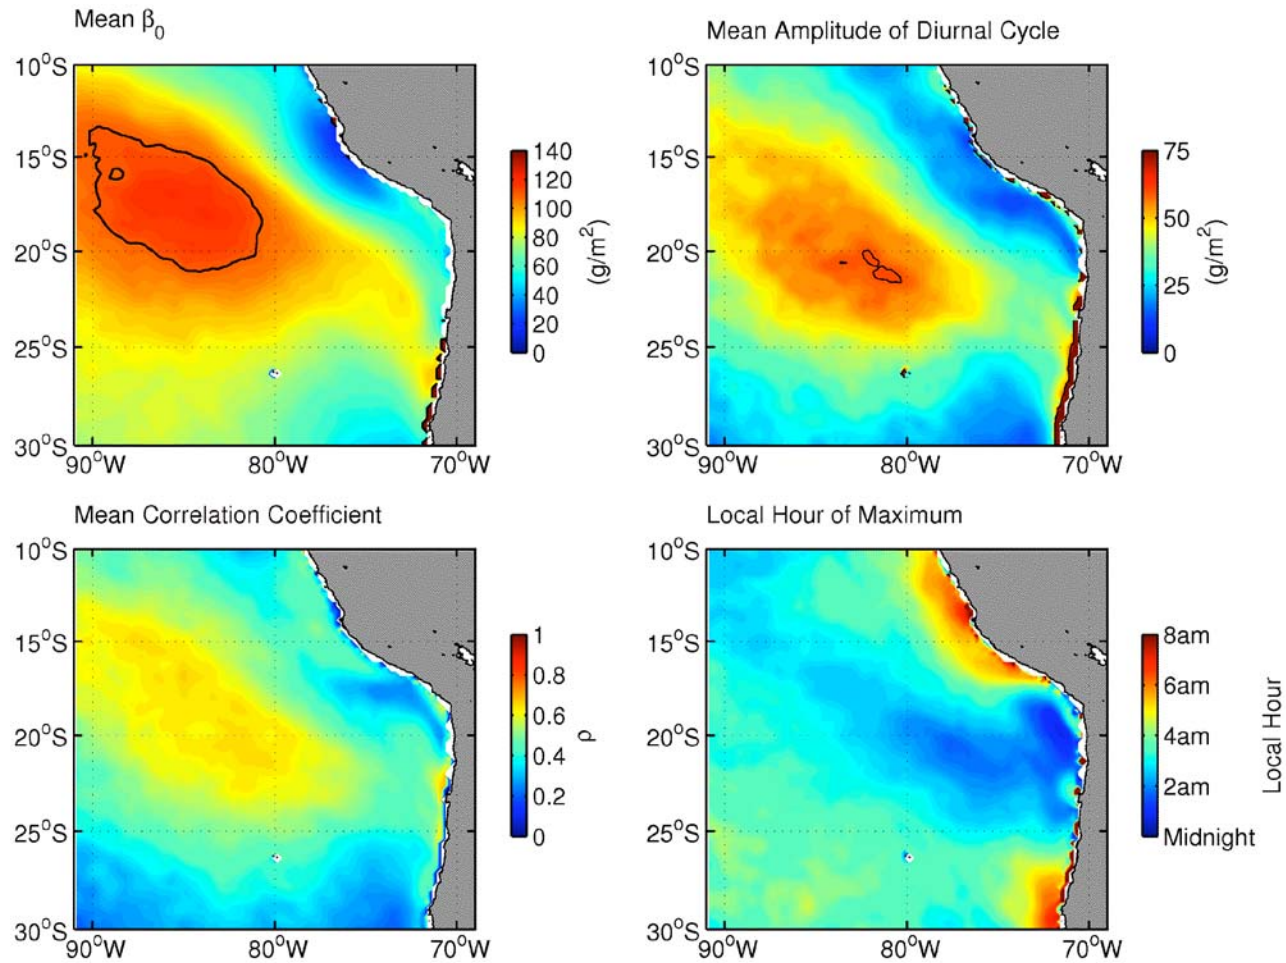 Mean β₀
10°S
15°S
20°S
25°S
30°S
90°W
80°W
70°W
140
120
100
80
60
40
20
0
(g/m²)
Mean Amplitude of Diurnal Cycle
10°S
15°S
20°S
25°S
30°S
90°W
80°W
70°W
75
50
25
0
(g/m²)
Mean Correlation Coefficient
10°S
15°S
20°S
25°S
30°S
90°W
80°W
70°W
1
0.8
0.6
0.4
0.2
0
ρ
Local Hour of Maximum
10°S
15°S
20°S
25°S
30°S
90°W
80°W
70°W
8am
6am
4am
2am
Midnight
Local Hour